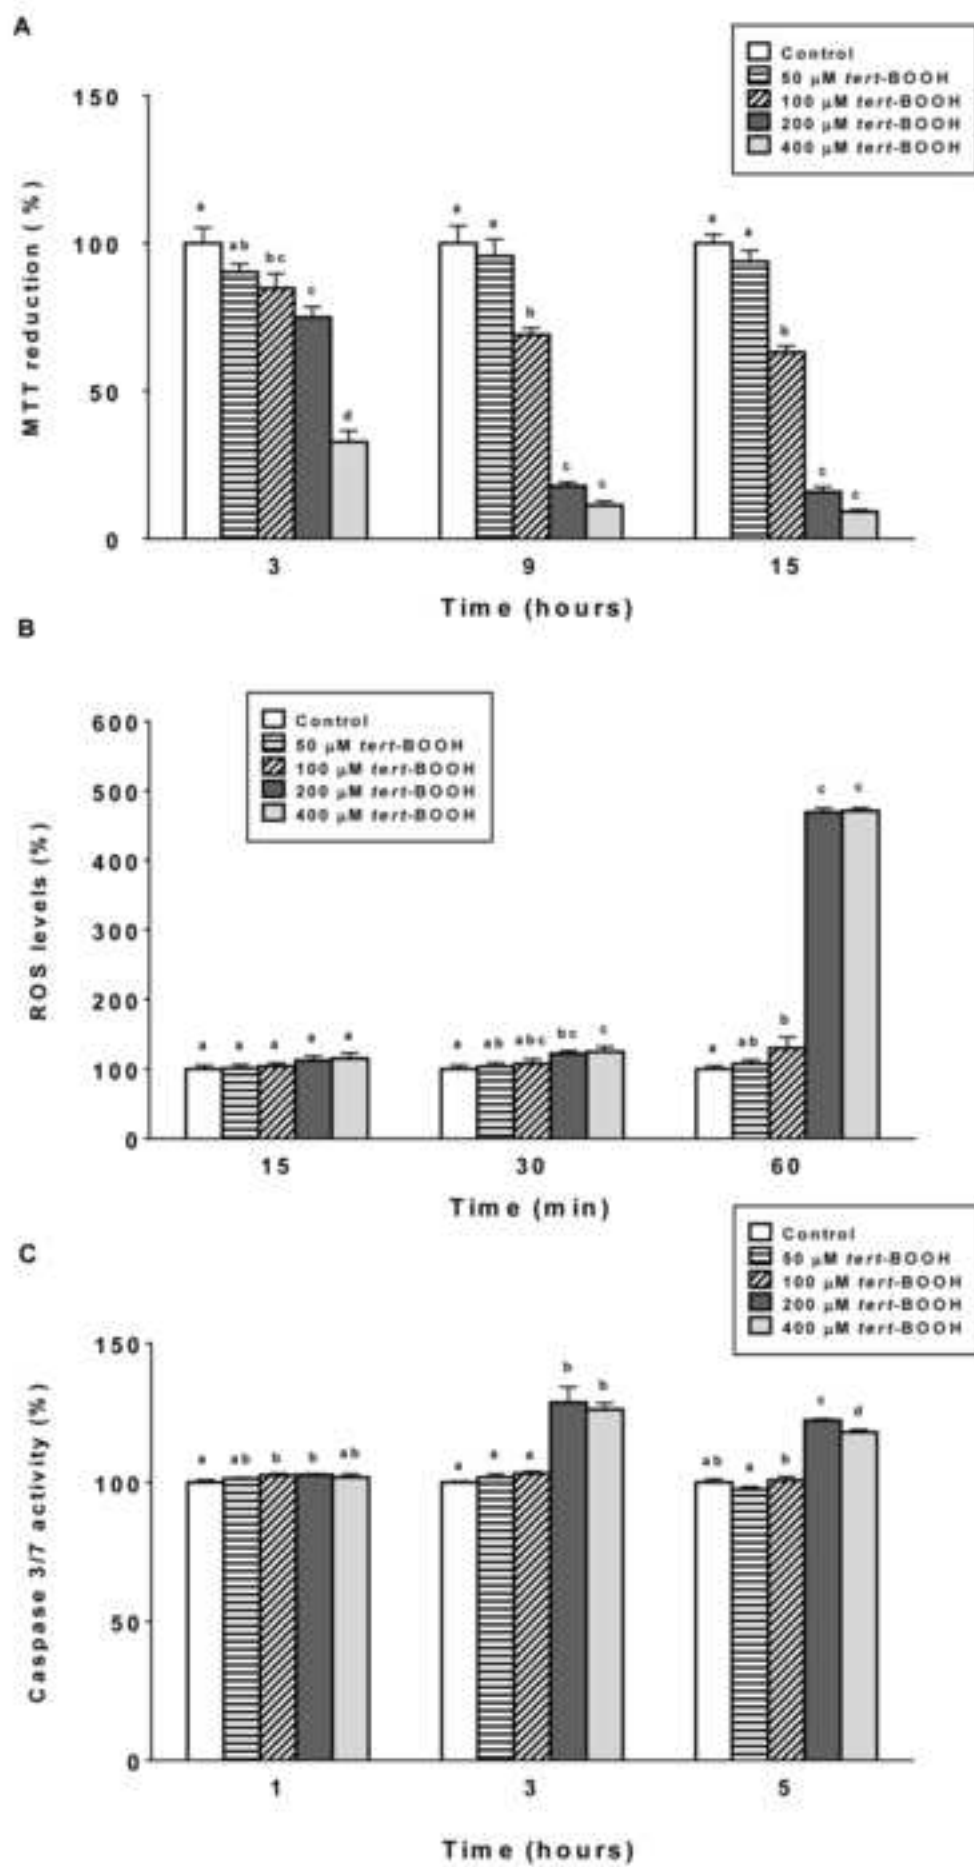 A
Control
50 µM tert-BOOH
100 µM tert-BOOH
200 µM tert-BOOH
400 µM tert-BOOH
MTT reduction (%)
150
100
50
0
a
ab
bc
c
d
a
a
b
c
c
a
a
b
c
c
3
9
15
Time (hours)
B
Control
50 µM tert-BOOH
100 µM tert-BOOH
200 µM tert-BOOH
400 µM tert-BOOH
ROS levels (%)
600
500
400
300
200
100
0
a
a
a
a
a
a
ab
abc
bc
c
a
ab
b
c
c
15
30
60
Time (min)
C
Control
50 µM tert-BOOH
100 µM tert-BOOH
200 µM tert-BOOH
400 µM tert-BOOH
Caspase 3/7 activity (%)
150
100
50
0
a
ab
b
b
ab
a
a
a
b
b
ab
a
b
c
d
1
3
5
Time (hours)